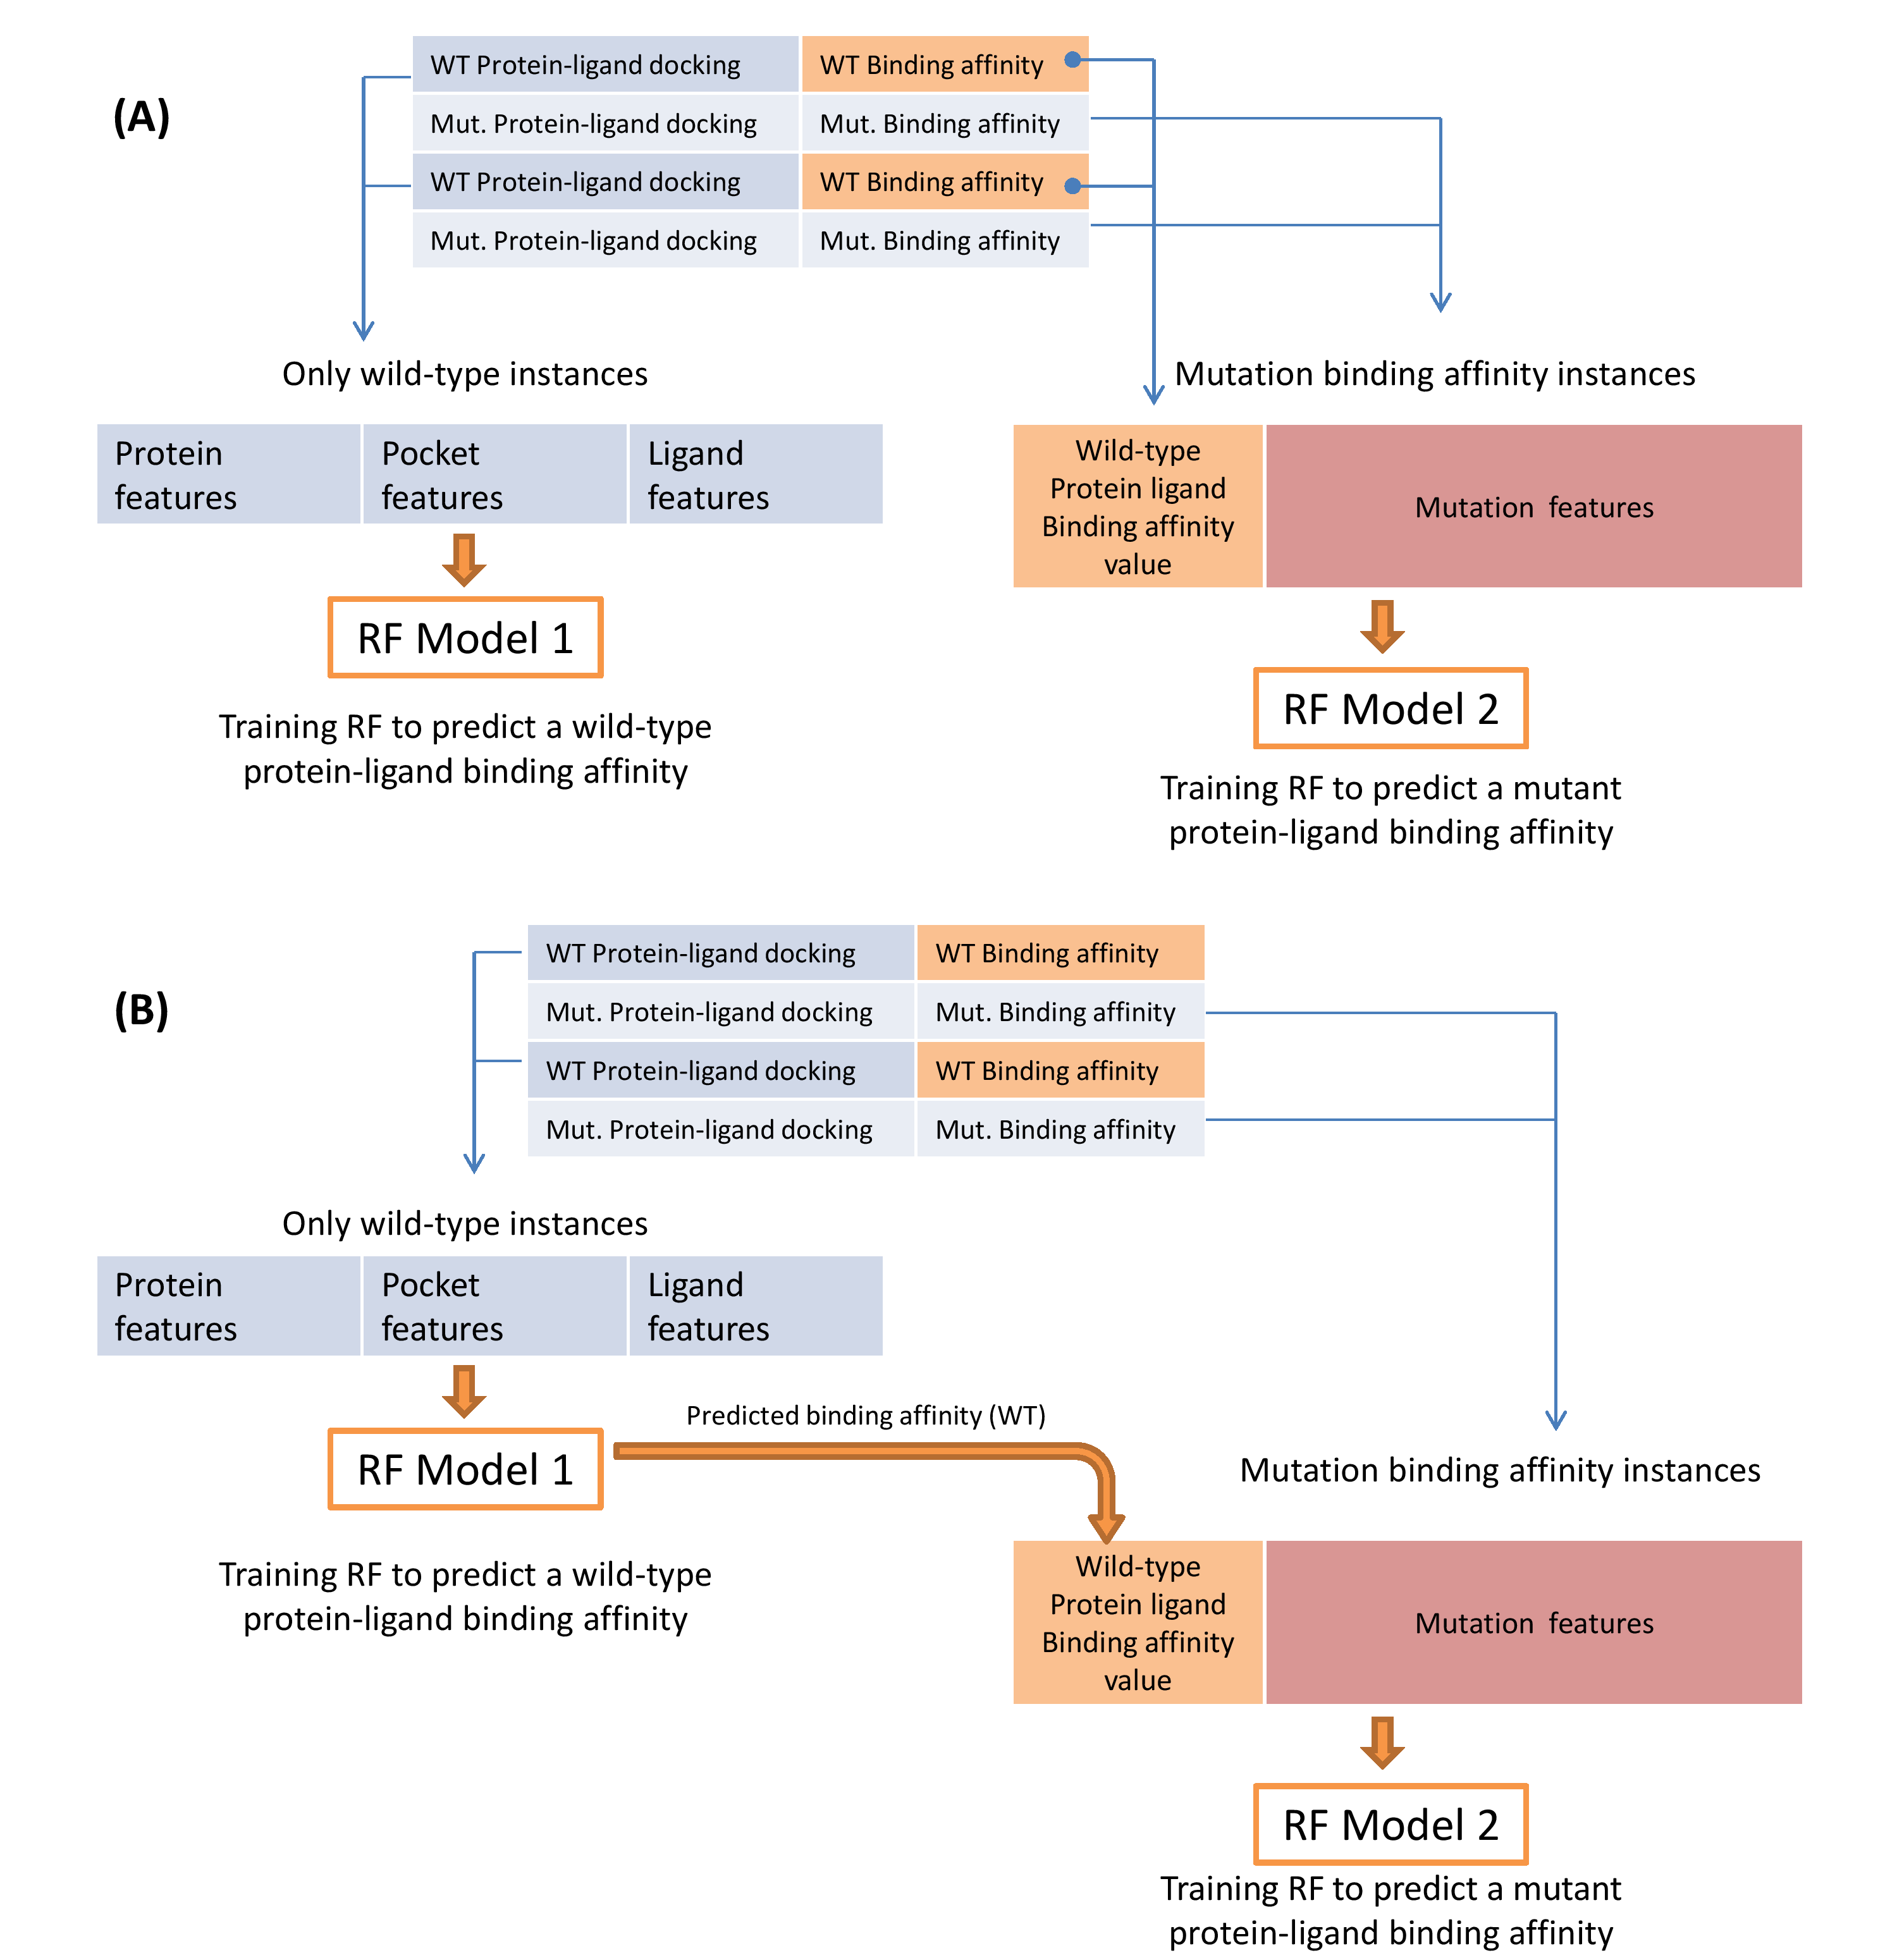 (A)
WT Protein-ligand docking WT Binding affinity
Mut. Protein-ligand docking Mut. Binding affinity
WT Protein-ligand docking WT Binding affinity
Mut. Protein-ligand docking Mut. Binding affinity
Only wild-type instances
Protein
features
Pocket
features
Ligand
features
RF Model 1
Training RF to predict a wild-type
protein-ligand binding affinity
Mutation binding affinity instances
Wild-type
Protein ligand
Binding affinity
value
Mutation features
RF Model 2
Training RF to predict a mutant
protein-ligand binding affinity
(B)
WT Protein-ligand docking WT Binding affinity
Mut. Protein-ligand docking Mut. Binding affinity
WT Protein-ligand docking WT Binding affinity
Mut. Protein-ligand docking Mut. Binding affinity
Only wild-type instances
Protein
features
Pocket
features
Ligand
features
RF Model 1
Predicted binding affinity (WT)
Training RF to predict a wild-type
protein-ligand binding affinity
Mutation binding affinity instances
Wild-type
Protein ligand
Binding affinity
value
Mutation features
RF Model 2
Training RF to predict a mutant
protein-ligand binding affinity